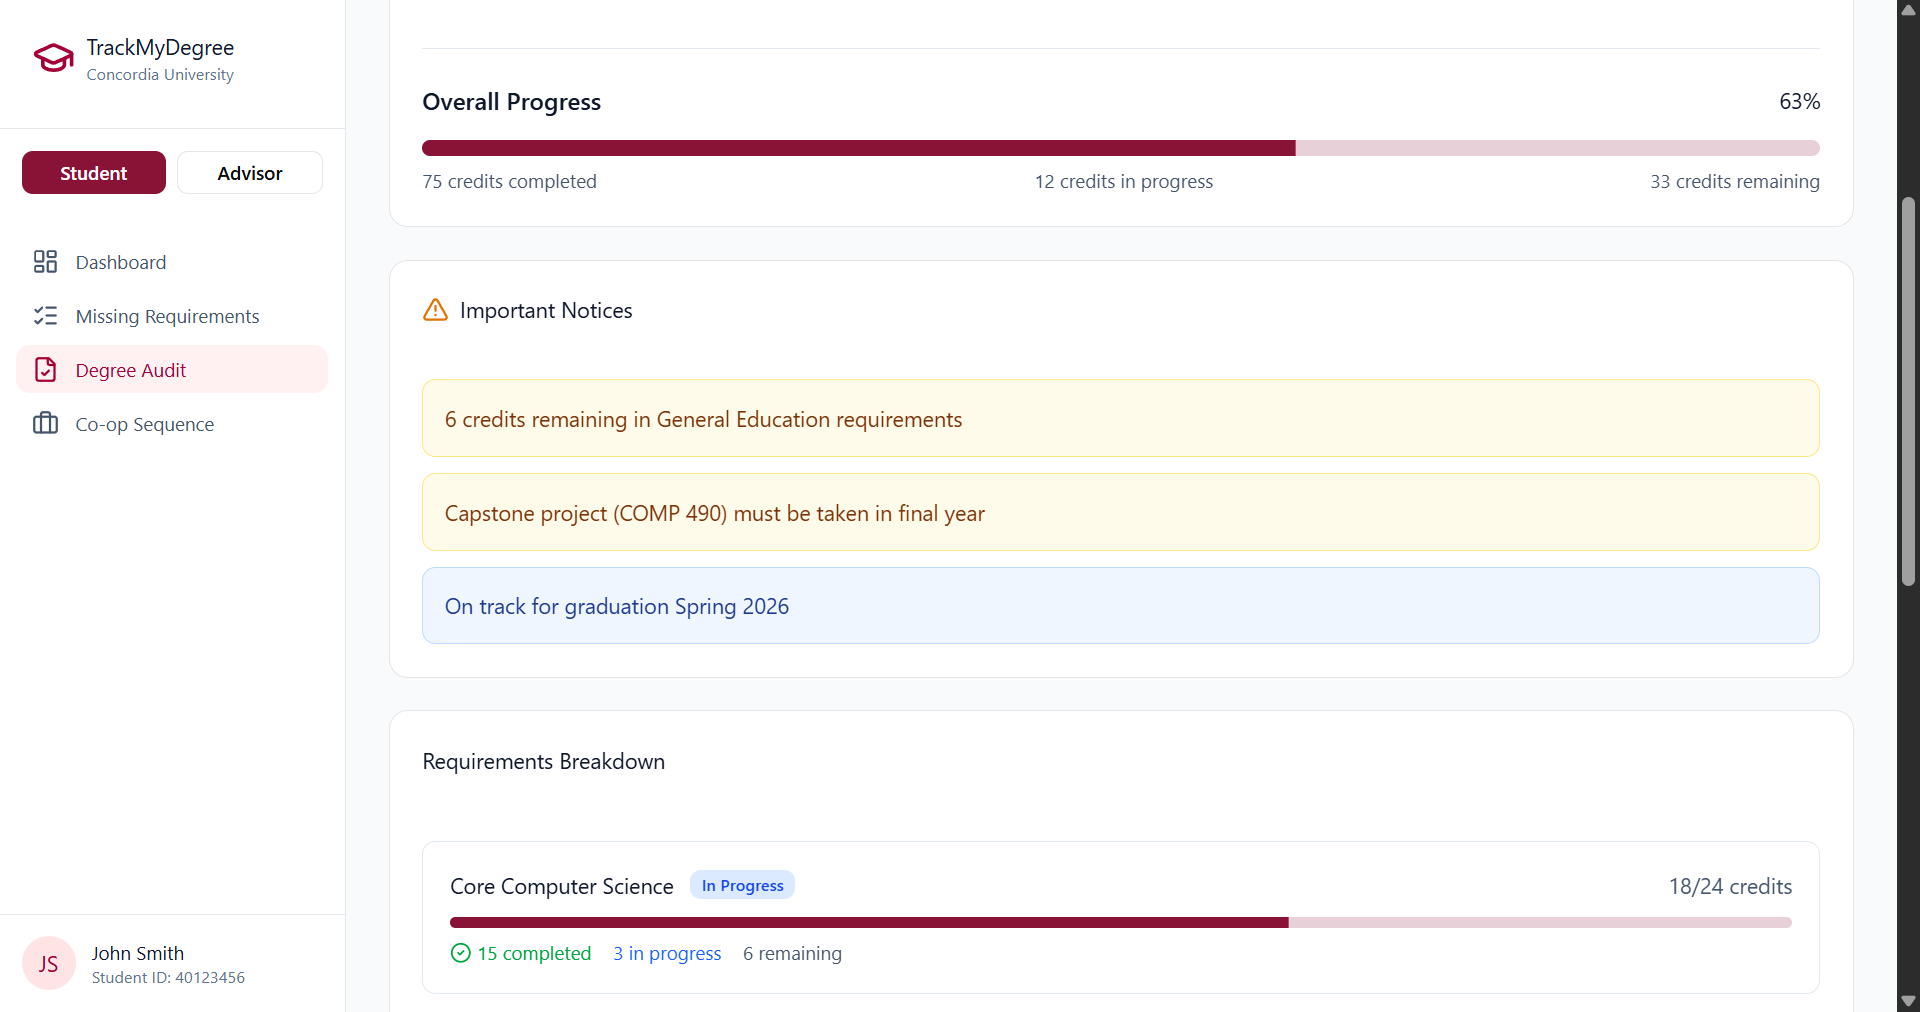 TrackMyDegree
Concordia University
Student
Advisor
Dashboard
Missing Requirements
Degree Audit
Co-op Sequence
JS
John Smith
Student ID: 40123456
Overall Progress
63%
75 credits completed
12 credits in progress
33 credits remaining
Important Notices
6 credits remaining in General Education requirements
Capstone project (COMP 490) must be taken in final year
On track for graduation Spring 2026
Requirements Breakdown
Core Computer Science
In Progress
18/24 credits
15 completed
3 in progress
6 remaining